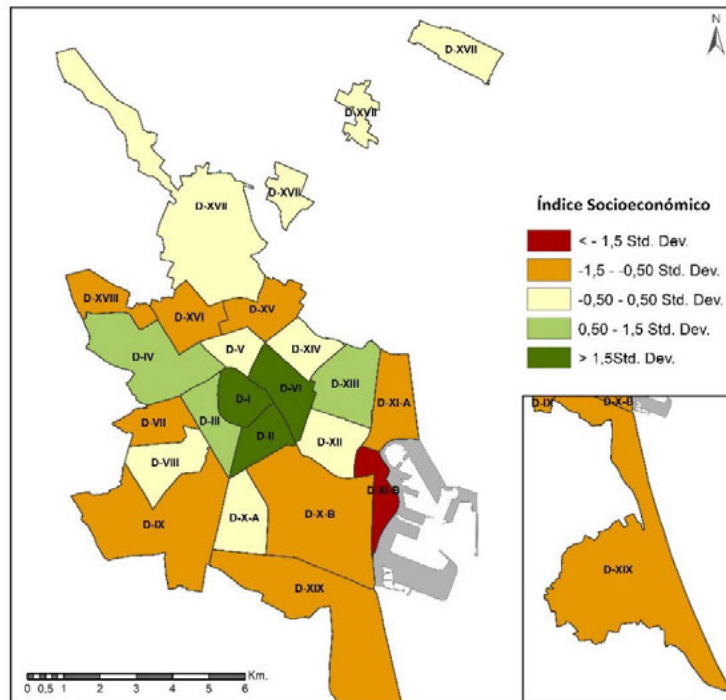 N
D-XVII
D-XVII
D-XVII
D-XVII
Índice Socioeconómico
< - 1,5 Std. Dev.
-1,5 - -0,50 Std. Dev.
-0,50 - 0,50 Std. Dev.
0,50 - 1,5 Std. Dev.
> 1,5Std. Dev.
D-XVIII
D-XVI
D-XV
D-IV
D-V
D-XIV
D-VI
D-XIII
D-I
D-XI-A
D-III
D-VII
D-II
D-XII
D-VIII
D-XI-B
D-IX
D-X-A
D-X-B
D-XIX
D-IX
D-X-B
D-XIX
Km.
0 0,5 1 2 3 4 5 6